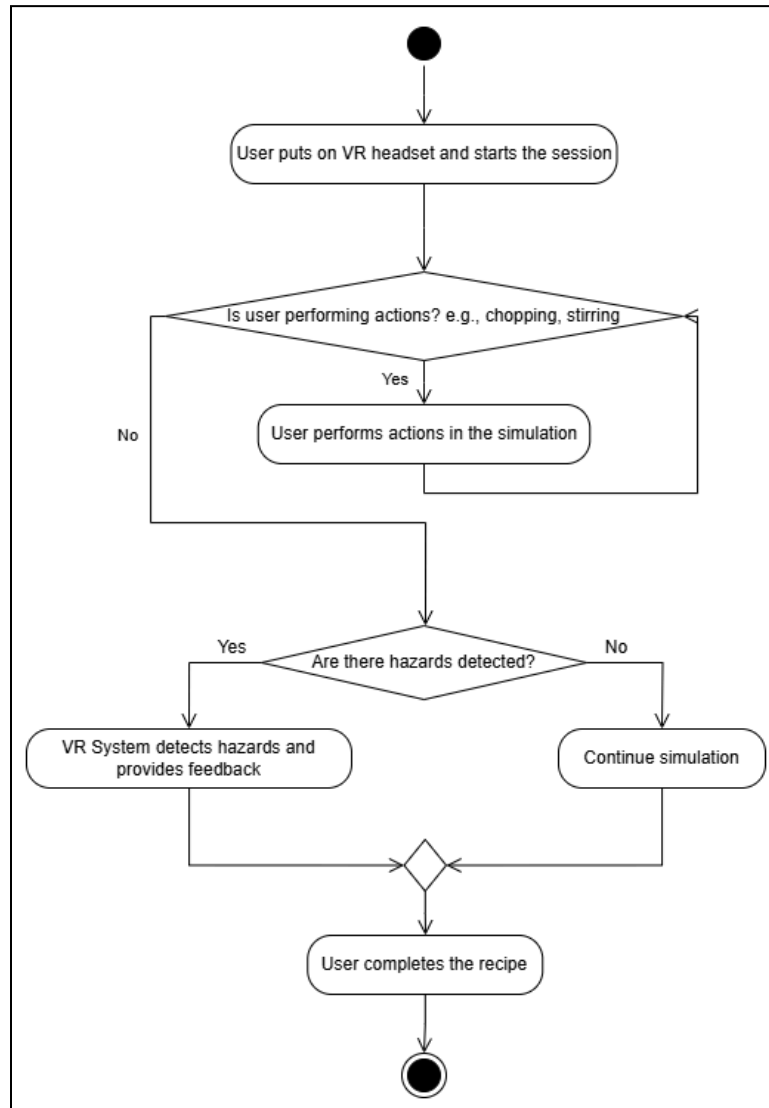 User puts on VR headset and starts the session
Is user performing actions? e.g., chopping, stirring
Yes
No
User performs actions in the simulation
Yes
Are there hazards detected?
No
VR System detects hazards and
provides feedback
Continue simulation
User completes the recipe